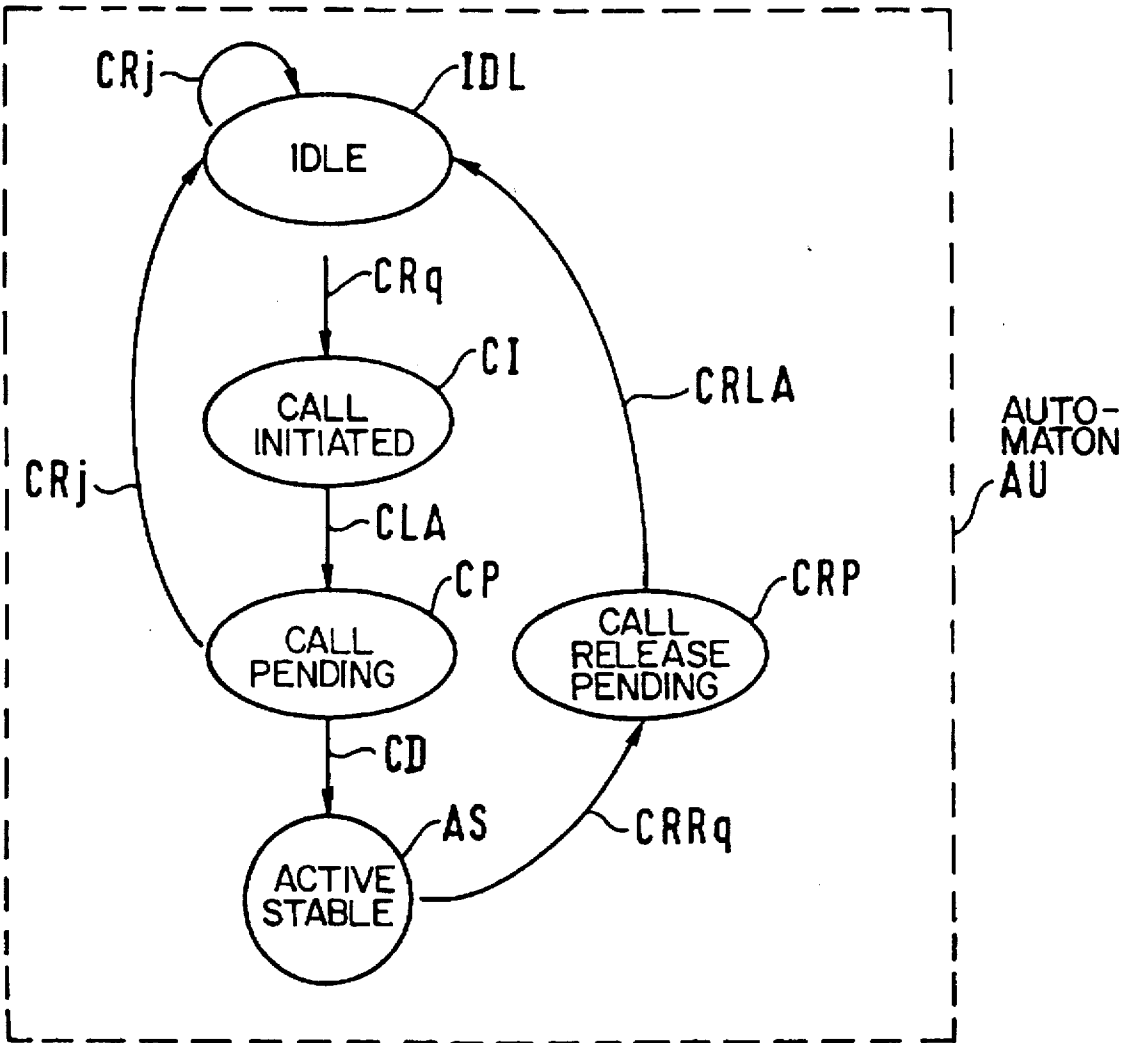 CRj
IDL
IDLE
CRq
CI
CALL
INITIATED
CRLA
AUTO-
MATON
AU
CRj
CLA
CP
CRP
CALL
PENDING
CALL
RELEASE
PENDING
CD
AS
CRRq
ACTIVE
STABLE